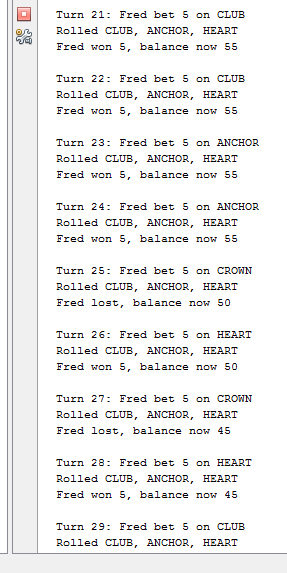 Turn 21: Fred bet 5 on CLUB
Rolled CLUB, ANCHOR, HEART
Fred won 5, balance now 55
Turn 22: Fred bet 5 on CLUB
Rolled CLUB, ANCHOR, HEART
Fred won 5, balance now 55
Turn 23: Fred bet 5 on ANCHOR
Rolled CLUB, ANCHOR, HEART
Fred won 5, balance now 55
Turn 24: Fred bet 5 on ANCHOR
Rolled CLUB, ANCHOR, HEART
Fred won 5, balance now 55
Turn 25: Fred bet 5 on CROWN
Rolled CLUB, ANCHOR, HEART
Fred lost, balance now 50
Turn 26: Fred bet 5 on HEART
Rolled CLUB, ANCHOR, HEART
Fred won 5, balance now 50
Turn 27: Fred bet 5 on CROWN
Rolled CLUB, ANCHOR, HEART
Fred lost, balance now 45
Turn 28: Fred bet 5 on HEART
Rolled CLUB, ANCHOR, HEART
Fred won 5, balance now 45
Turn 29: Fred bet 5 on CLUB
Rolled CLUB, ANCHOR, HEART